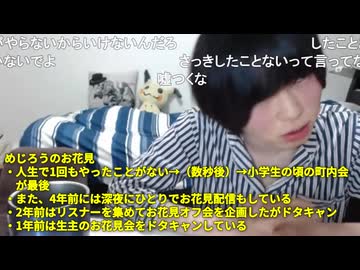 がやらないからいけないんだろ
したこと
いないでよ
さっきしたことないって言ってな
嘘つくな
めじろうのお花見
・人生で1回もやったことがない→（数秒後）→小学生の頃の町内会
が最後
・また、4年前には深夜にひとりでお花見配信もしている
・2年前はリスナーを集めてお花見オフ会を企画したがドタキャン
・1年前は生主のお花見会をドタキャンしている